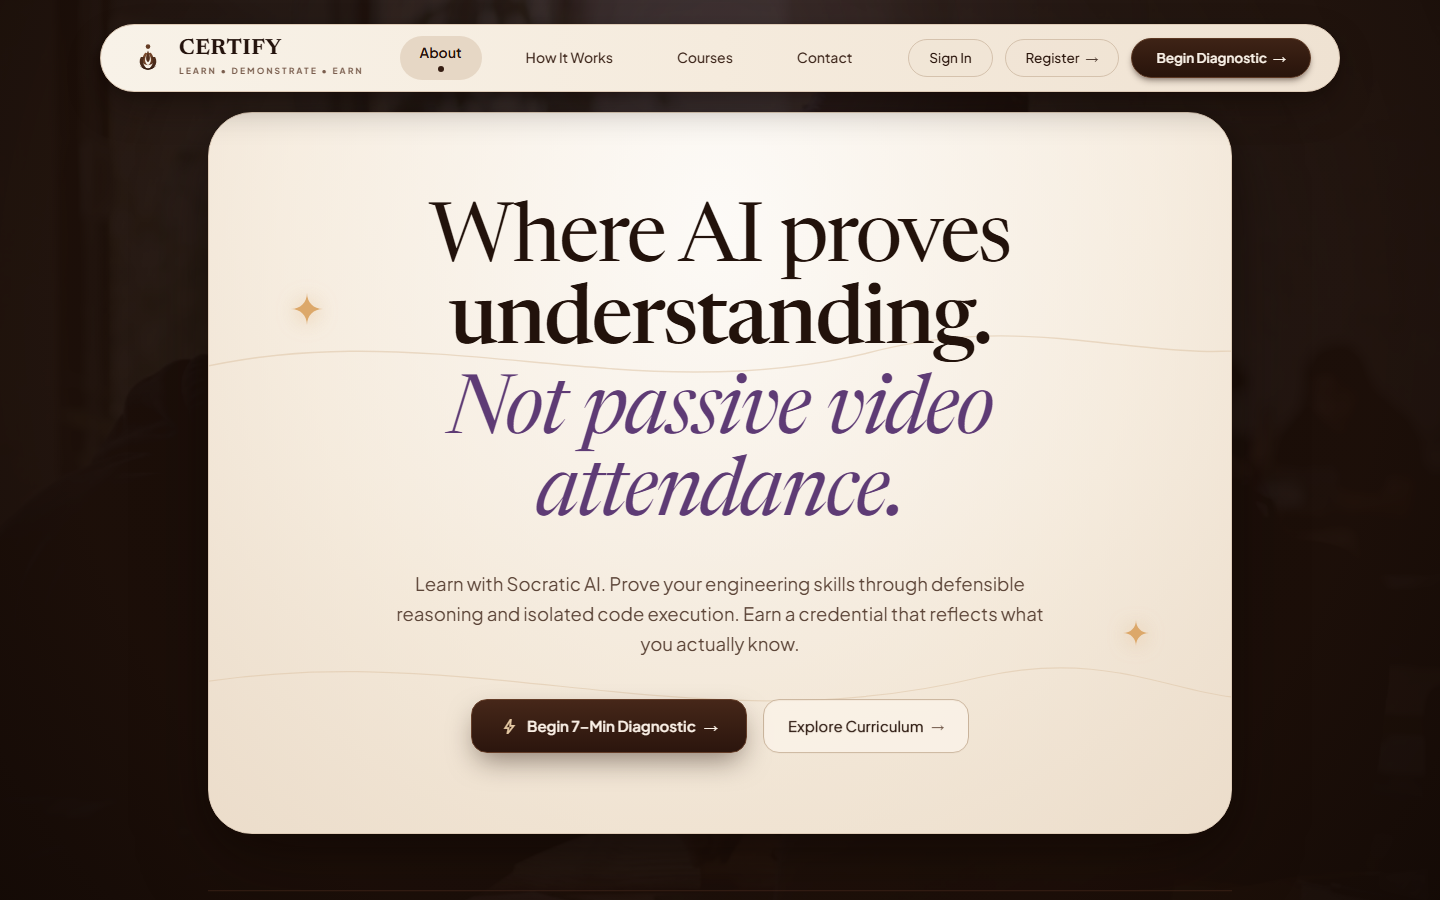 CERTIFY
LEARN • DEMONSTRATE • EARN
About
How It Works
Courses
Contact
Sign In
Register →
Begin Diagnostic →
Where AI proves
understanding.
Not passive video
attendance.
Learn with Socratic AI. Prove your engineering skills through defensible
reasoning and isolated code execution. Earn a credential that reflects what
you actually know.
Begin 7–Min Diagnostic →
Explore Curriculum →